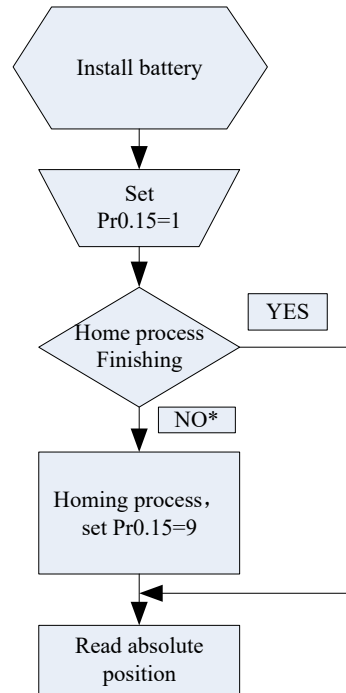 Install battery
Set
Pr0.15=1
Home process
Finishing
YES
NO*
Homing process，
set Pr0.15=9
Read absolute
position